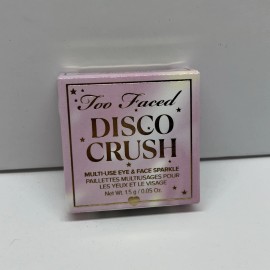 Too Faced
DISCO
CRUSH
MULTI-USE EYE & FACE SPARKLE
PAILLETTES MULTIUSAGES POUR
LES YEUX ET LE VISAGE
Net Wt. 1.5 g / 0.05 Oz.